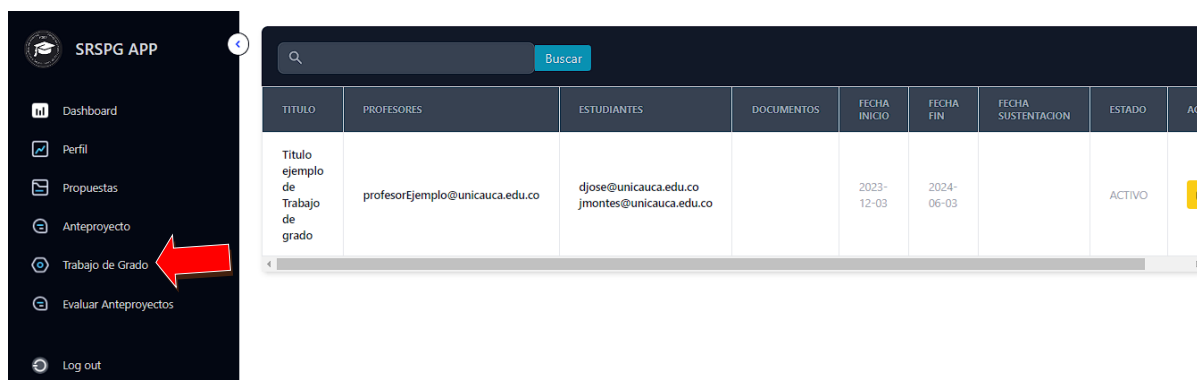 SRSPG APP
Dashboard
Perfil
Propuestas
Anteproyecto
Trabajo de Grado
Evaluar Anteproyectos
Log out
Buscar
TITULO PROFESORES ESTUDIANTES DOCUMENTOS FECHA INICIO FECHA FIN FECHA SUSTENTACION ESTADO
Titulo
ejemplo
de
Trabajo
de
grado
profesorEjemplo@unicauca.edu.co
djose@unicauca.edu.co
jmontes@unicauca.edu.co
2023-
12-03
2024-
06-03
ACTIVO